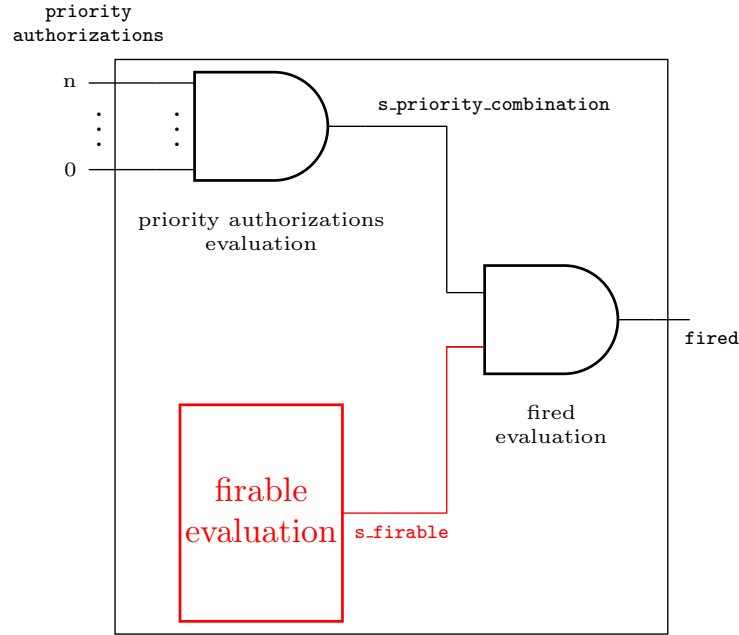 priority
authorizations
n
0
s_priority_combination
priority authorizations
evaluation
fired
fired
evaluation
firable
evaluation
s_firable